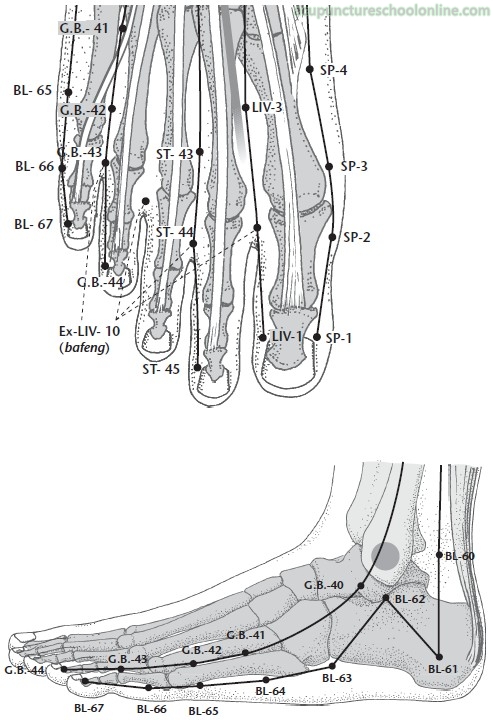 acupunctureschoolonline.com
G.B.- 41
SP-4
BL- 65
G.B.-42
LIV-3
G.B.-43
ST- 43
BL- 66
SP-3
BL- 67
ST- 44
SP-2
G.B.-44
Ex-LIV- 10
(bafeng)
LIV-1
SP-1
ST- 45
BL-60
G.B.-40
BL-62
G.B.-41
G.B.-42
G.B.-43
G.B.-44
BL-61
BL-63
BL-64
BL-67
BL-66
BL-65